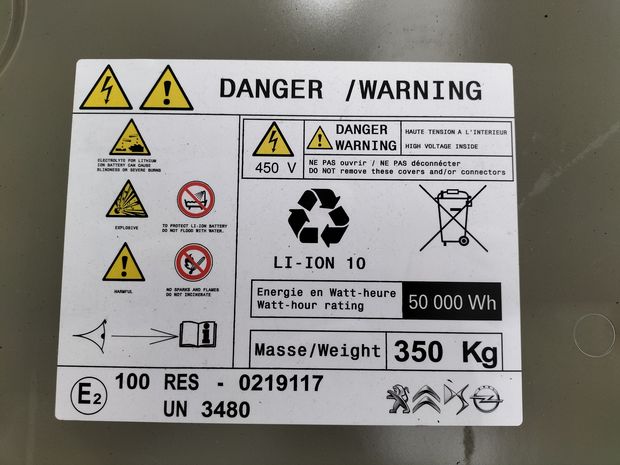 DANGER /WARNING
ELECTROLYTE FOR LITHIUM
ION BATTERY CAN CAUSE
BLINDNESS OR SEVERE BURNS
EXPLOSIVE
TO PROTECT LI-ION BATTERY
DO NOT FLOOD WITH WATER.
HARMFUL
NO SPARKS AND FLAMES
DO NOT INCINERATE
450 V
DANGER
WARNING
HAUTE TENSION A L'INTERIEUR
HIGH VOLTAGE INSIDE
NE PAS ouvrir / NE PAS déconnécter
DO NOT remove these covers and/or connectors
LI-ION 10
Energie en Watt-heure
Watt-hour rating
50 000 Wh
Masse/Weight
350 Kg
E2
100 RES - 0219117
UN 3480